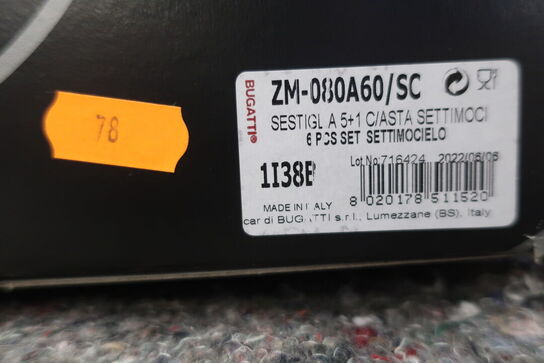 78
BUGATTI®
ZM-080A60/SC
SESTIGL A 5+1 C/ASTA SETTIMOCI
6 PCS SET SETTIMOCIELO
Lot No: 716424 2022/06/06
1I38E
8 020178 511520
MADE IN ITALY
car di BUGATTI s.r.l., Lumezzane (BS), Italy